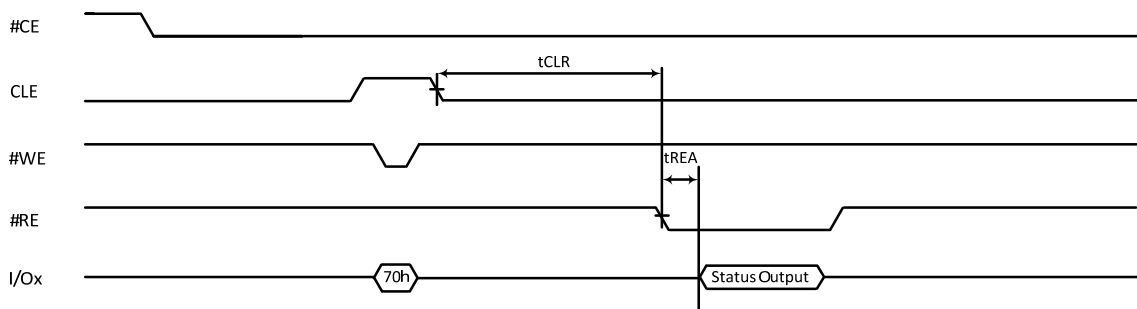 #CE
tCLR
CLE
#WE
tREA
#RE
I/Ox
70h
Status Output